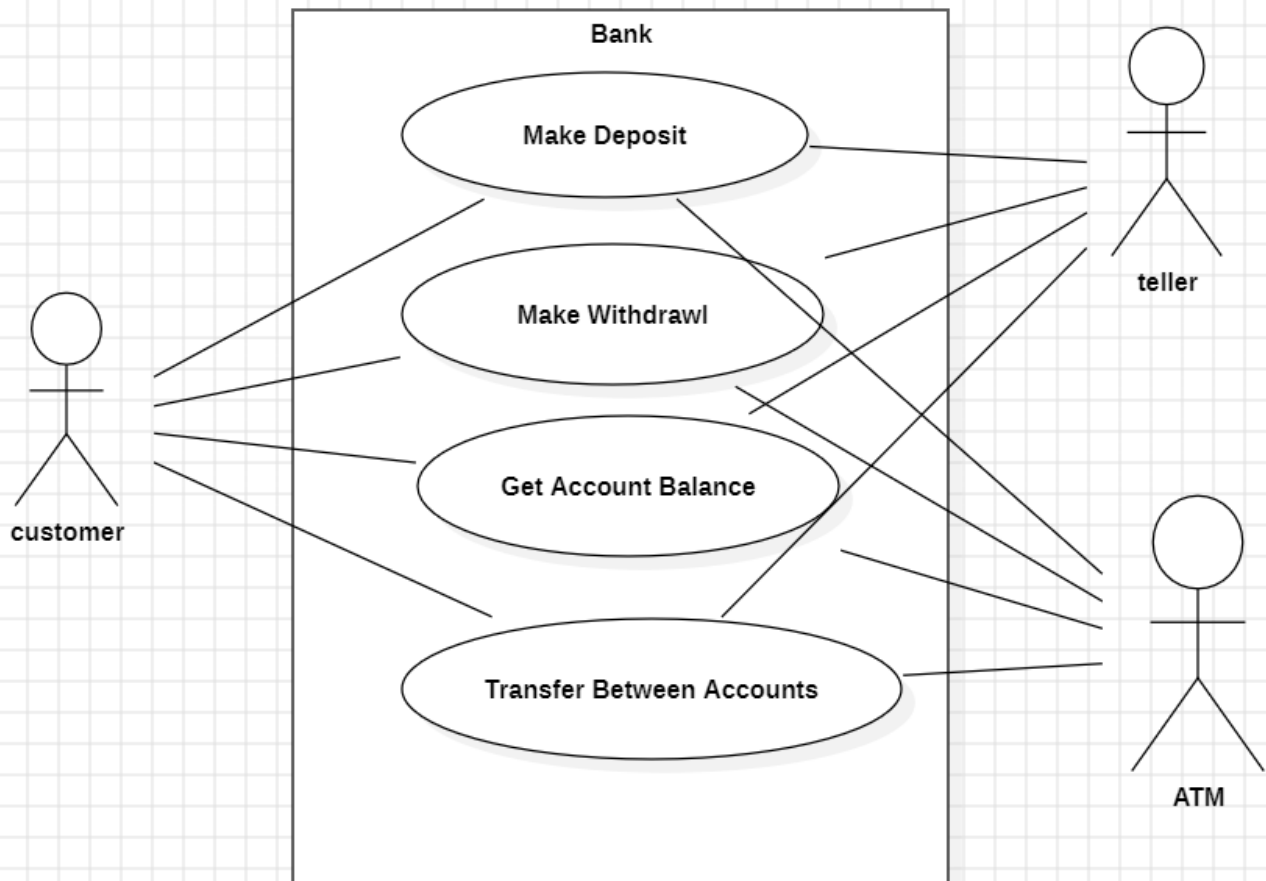 Bank
Make Deposit
Make Withdrawl
Get Account Balance
Transfer Between Accounts
customer
teller
ATM